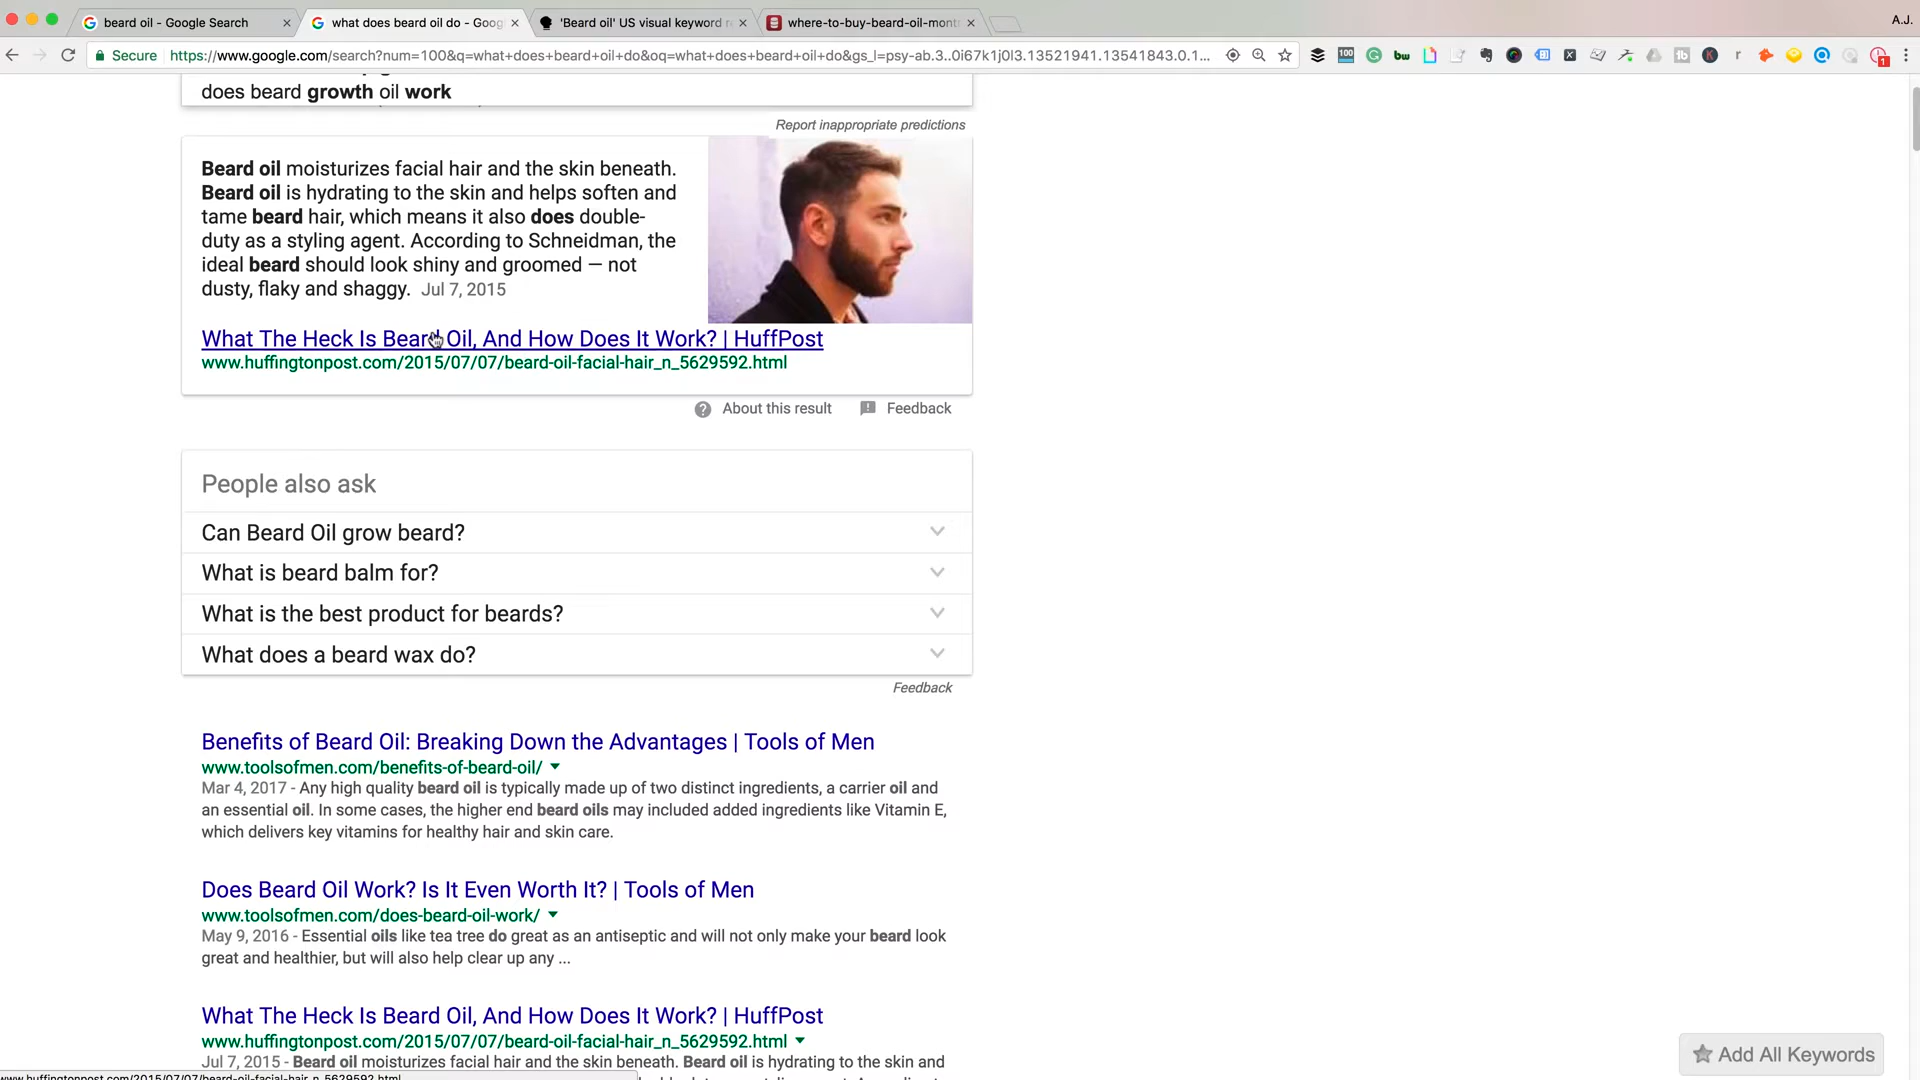 beard oil - Google Search
what does beard oil do - Goog
'Beard oil' US visual keyword re
where-to-buy-beard-oil-montr
A.J.
Secure https://www.google.com/search?num=100&q=what+does+beard+oil+do&oq=what+does+beard+oil+do&gs_l=psy-ab.3..0i67k1j0l3.13521941.13541843.0.1...
does beard growth oil work
Report inappropriate predictions
Beard oil moisturizes facial hair and the skin beneath.
Beard oil is hydrating to the skin and helps soften and
tame beard hair, which means it also does double-
duty as a styling agent. According to Schneidman, the
ideal beard should look shiny and groomed — not
dusty, flaky and shaggy. Jul 7, 2015
What The Heck Is Beard Oil, And How Does It Work? | HuffPost
www.huffingtonpost.com/2015/07/07/beard-oil-facial-hair_n_5629592.html
About this result Feedback
People also ask
Can Beard Oil grow beard?
What is beard balm for?
What is the best product for beards?
What does a beard wax do?
Feedback
Benefits of Beard Oil: Breaking Down the Advantages | Tools of Men
www.toolsofmen.com/benefits-of-beard-oil/
Mar 4, 2017 - Any high quality beard oil is typically made up of two distinct ingredients, a carrier oil and
an essential oil. In some cases, the higher end beard oils may included added ingredients like Vitamin E,
which delivers key vitamins for healthy hair and skin care.
Does Beard Oil Work? Is It Even Worth It? | Tools of Men
www.toolsofmen.com/does-beard-oil-work/
May 9, 2016 - Essential oils like tea tree do great as an antiseptic and will not only make your beard look
great and healthier, but will also help clear up any ...
What The Heck Is Beard Oil, And How Does It Work? | HuffPost
www.huffingtonpost.com/2015/07/07/beard-oil-facial-hair_n_5629592.html
Jul 7, 2015 - Beard oil moisturizes facial hair and the skin beneath. Beard oil is hydrating to the skin and
Add All Keywords
www.huffingtonpost.com/2015/07/07/beard-oil-facial-hair_n_5629592.html